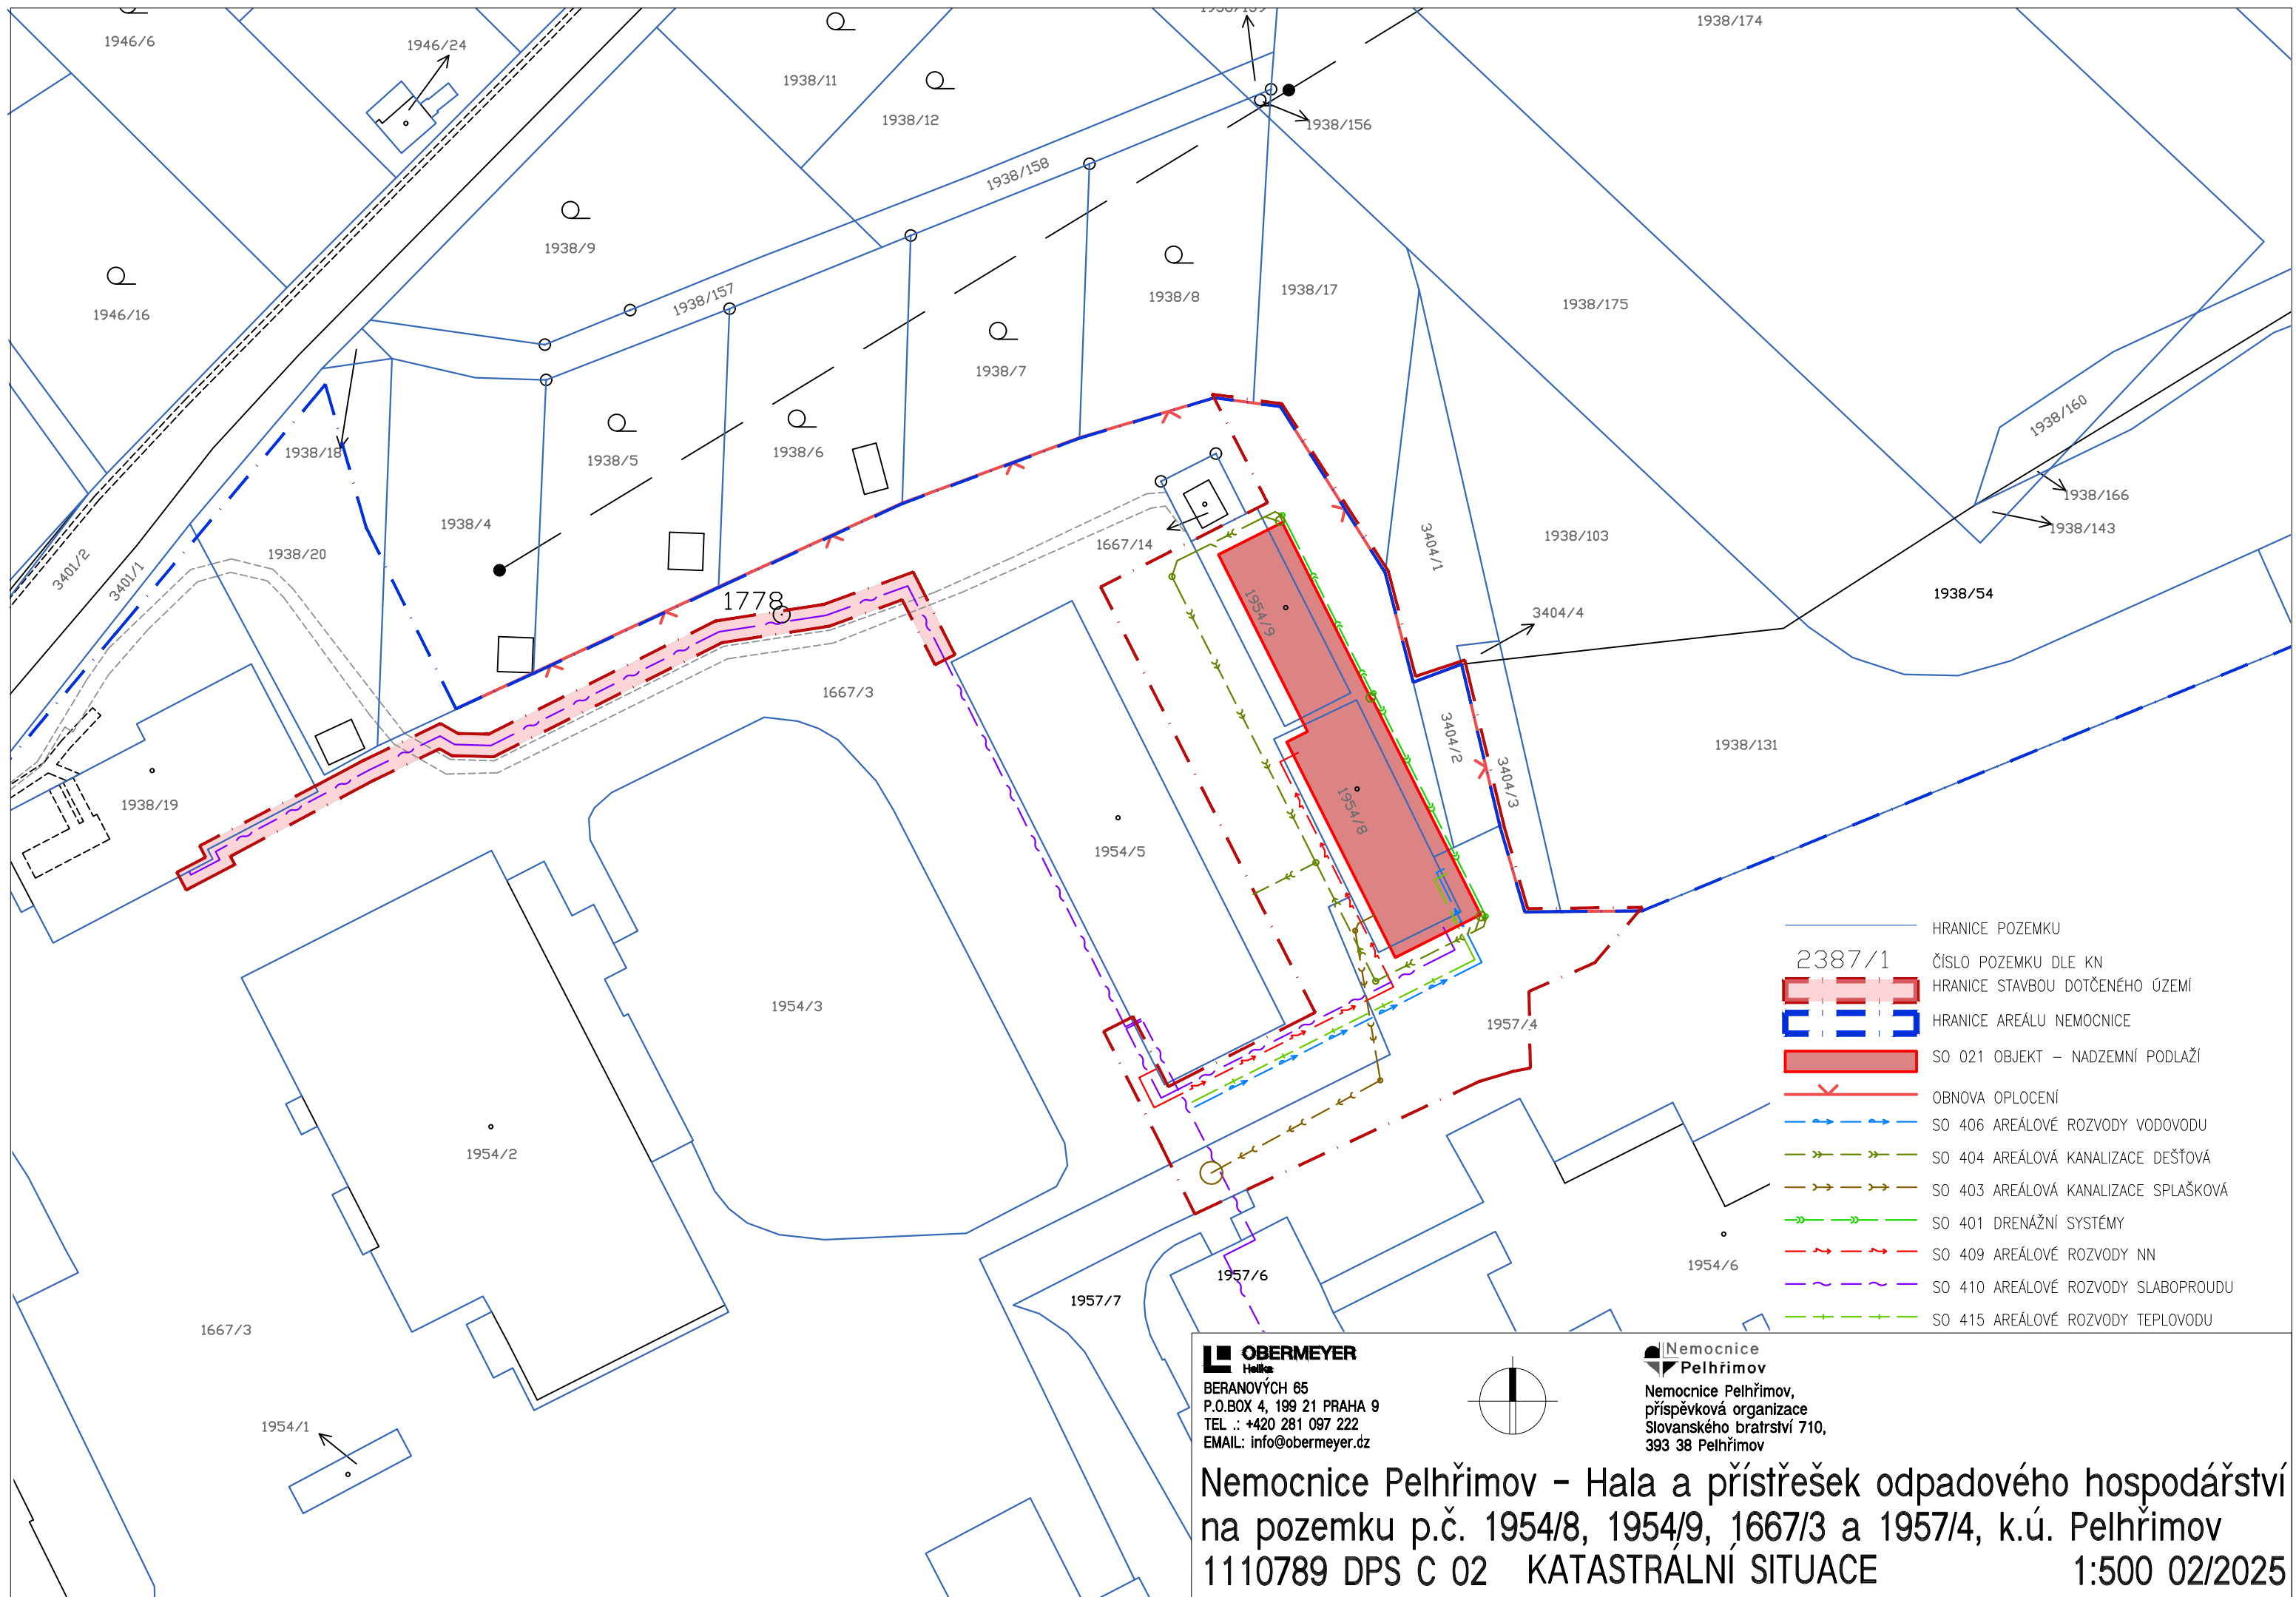 1938/159
1938/174
1946/6
1946/24
1938/11
1938/12
1938/156
1938/158
1938/9
1946/16
1938/157
1938/8
1938/17
1938/175
1938/7
1938/160
1938/18
1938/5
1938/6
1938/166
1938/4
1938/143
1938/20
1667/14
3404/1
1938/103
3401/2
3401/1
1778
1954/9
3404/4
1938/54
1667/3
3404/2
1938/131
3404/3
1938/19
1954/8
1954/5
1954/3
1957/4
1954/2
1954/6
1957/6
1957/7
1667/3
1954/1
HRANICE POZEMKU
2387/1 ČÍSLO POZEMKU DLE KN
HRANICE STAVBOU DOTČENÉHO ÚZEMÍ
HRANICE AREÁLU NEMOCNICE
SO 021 OBJEKT – NADZEMNÍ PODLAŽÍ
OBNOVA OPLOCENÍ
SO 406 AREÁLOVÉ ROZVODY VODOVODU
SO 404 AREÁLOVÁ KANALIZACE DEŠŤOVÁ
SO 403 AREÁLOVÁ KANALIZACE SPLAŠKOVÁ
SO 401 DRENÁŽNÍ SYSTÉMY
SO 409 AREÁLOVÉ ROZVODY NN
SO 410 AREÁLOVÉ ROZVODY SLABOPROUDU
SO 415 AREÁLOVÉ ROZVODY TEPLOVODU
OBERMEYER
Helika
BERANOVÝCH 65
P.O.BOX 4, 199 21 PRAHA 9
TEL .: +420 281 097 222
EMAIL: info@obermeyer.cz
Nemocnice
Pelhřimov
Nemocnice Pelhřimov,
příspěvková organizace
Slovanského bratrství 710,
393 38 Pelhřimov
Nemocnice Pelhřimov – Hala a přístřešek odpadového hospodářství
na pozemku p.č. 1954/8, 1954/9, 1667/3 a 1957/4, k.ú. Pelhřimov
1110789 DPS C 02 KATASTRÁLNÍ SITUACE 1:500 02/2025